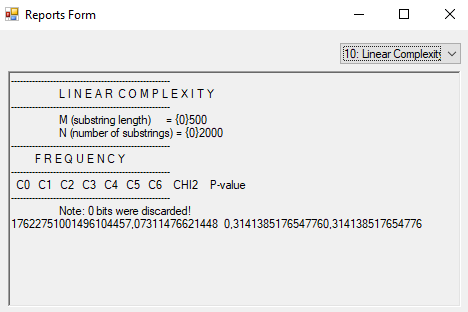 Reports Form
10: Linear Complexity
-----------------------------------------------------
L I N E A R  C O M P L E X I T Y
-----------------------------------------------------
M (substring length)     = {0}500
N (number of substrings) = {0}2000
-----------------------------------------------------
F R E Q U E N C Y
-----------------------------------------------------
C0   C1   C2   C3   C4   C5   C6    CHI2    P-value
-----------------------------------------------------
Note: 0 bits were discarded!
17622751001496104457,07311476621448  0,3141385176547760,314138517654776